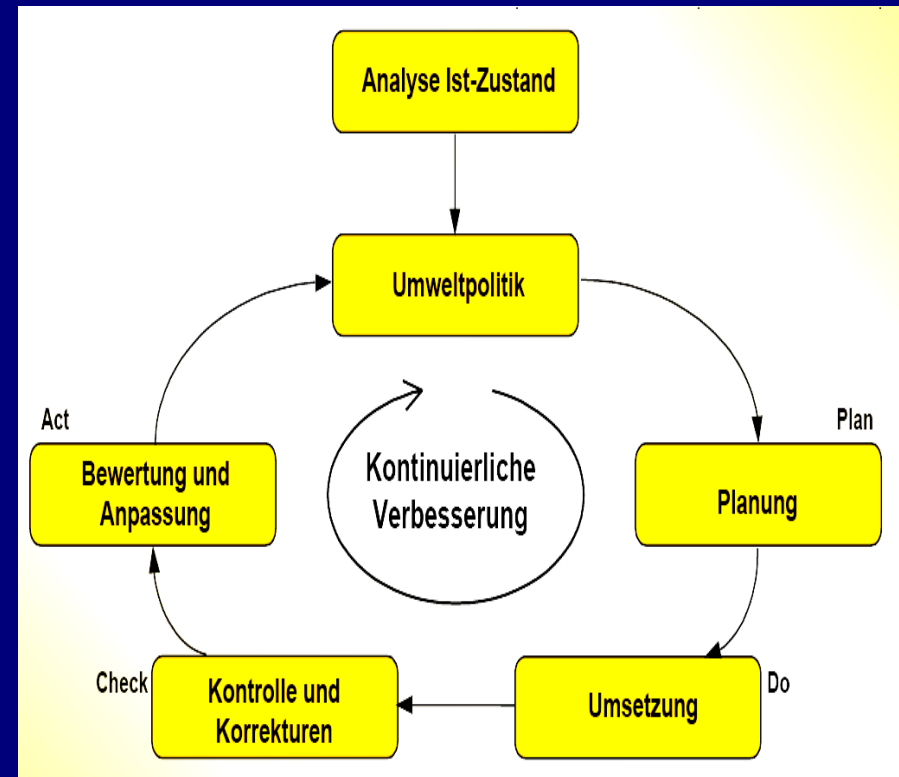 Analyse Ist-Zustand
Umweltpolitik
Act
Plan
Bewertung und
Anpassung
Kontinuierliche
Verbesserung
Planung
Check
Kontrolle und
Korrekturen
Umsetzung
Do